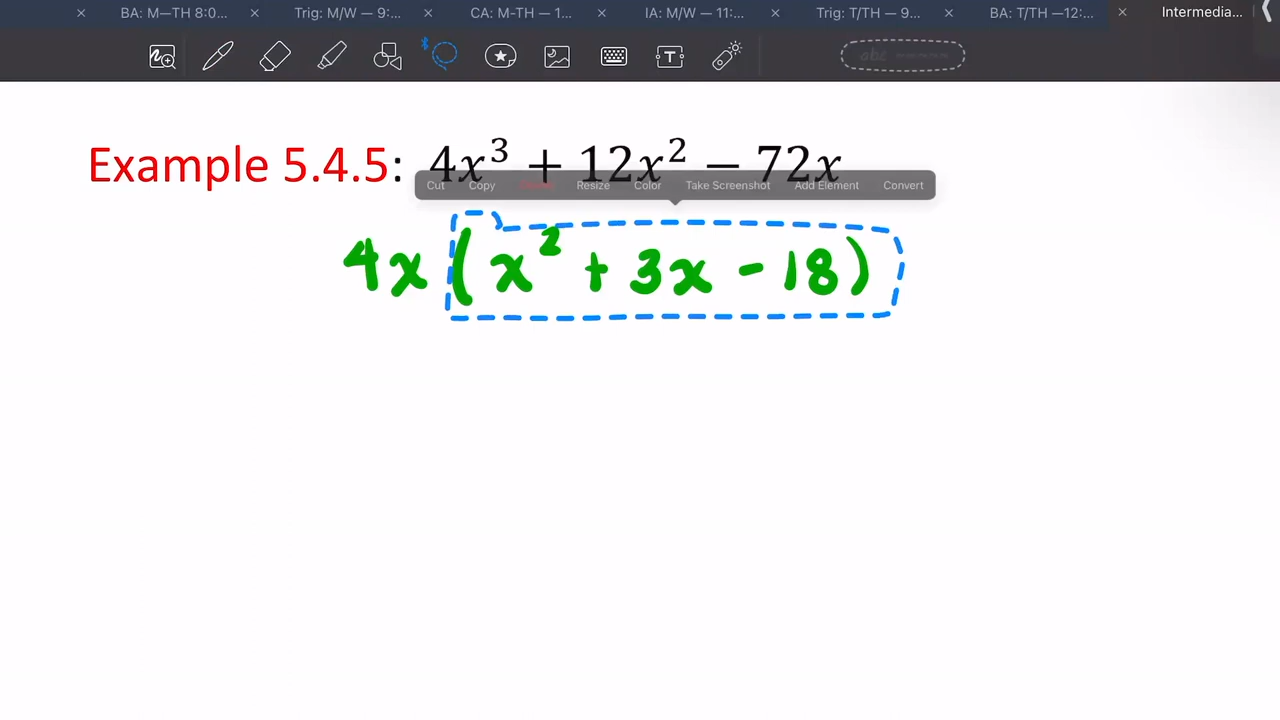 BA: M—TH 8:0... Trig: M/W — 9:... CA: M-TH — 1... IA: M/W — 11:... Trig: T/TH — 9... BA: T/TH —12:... Intermedia...
abc
Example 5.4.5: 4x³ + 12x² − 72x
Cut Copy Delete Resize Color Take Screenshot Add Element Convert
4x (x² + 3x - 18)